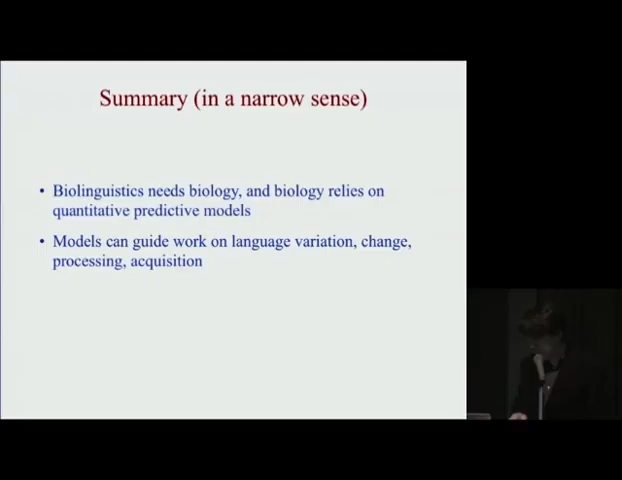 Summary (in a narrow sense)
• Biolinguistics needs biology, and biology relies on
quantitative predictive models
• Models can guide work on language variation, change,
processing, acquisition